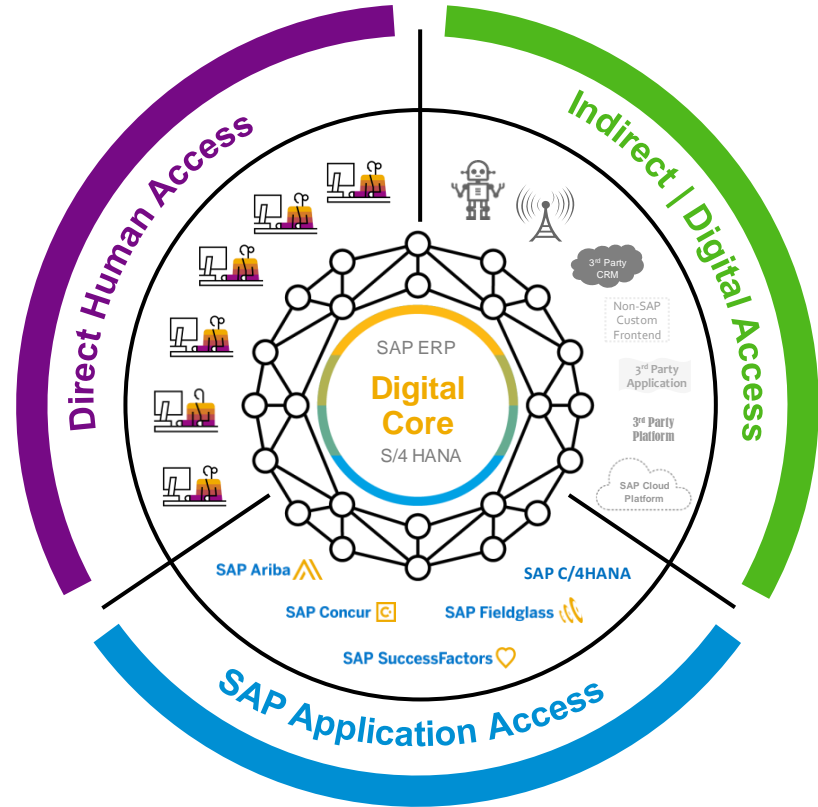 Direct Human Access
Indirect | Digital Access
3rd Party
CRM
Non-SAP
Custom
Frontend
3rd Party
Application
3rd Party
Platform
SAP Cloud
Platform
SAP ERP
Digital
Core
S/4 HANA
SAP Ariba
SAP C/4HANA
SAP Concur
SAP Fieldglass
SAP SuccessFactors
SAP Application Access